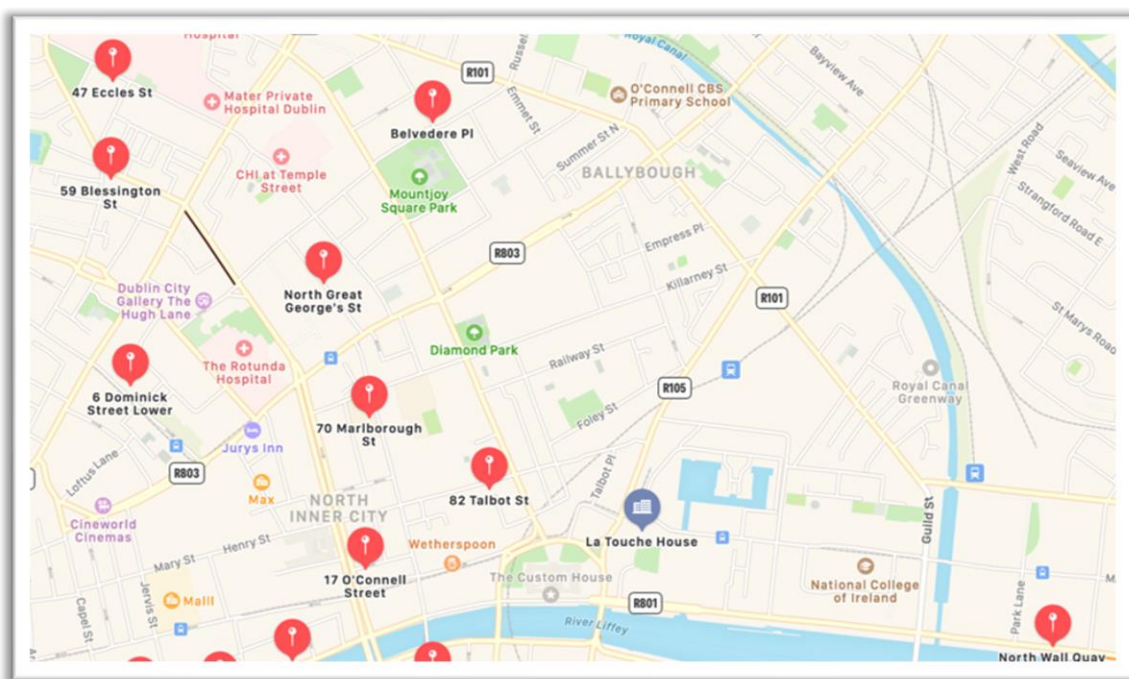 Hospital
Royal Canal
Bayview Ave
R101
Russel
Emmet St
47 Eccles St
Mater Private
Hospital Dublin
O'Connell CBS
Primary School
Belvedere Pl
Summer St N
West Road
Seaview Ave
BALLYBOUGH
CHI at Temple
Street
59 Blessington
St
Mountjoy
Square Park
Strangford Road E
Empress Pl
R803
Killarney St
North Great
George's St
Dublin City
Gallery The
Hugh Lane
R101
St Marys Road
Diamond Park
Railway St
The Rotunda
Hospital
R105
Royal Canal
Greenway
6 Dominick
Street Lower
70 Marlborough
St
Foley St
Jurys Inn
Loftus Lane
R803
Talbot Pl
Max
82 Talbot St
NORTH
INNER CITY
Guild St
Cineworld
Cinemas
Henry St
Wetherspoon
La Touche House
Mary St
17 O'Connell
Street
The Custom House
National College
of Ireland
Jervis St
Capel St
R801
Park Lane
River Liffey
North Wall Quay